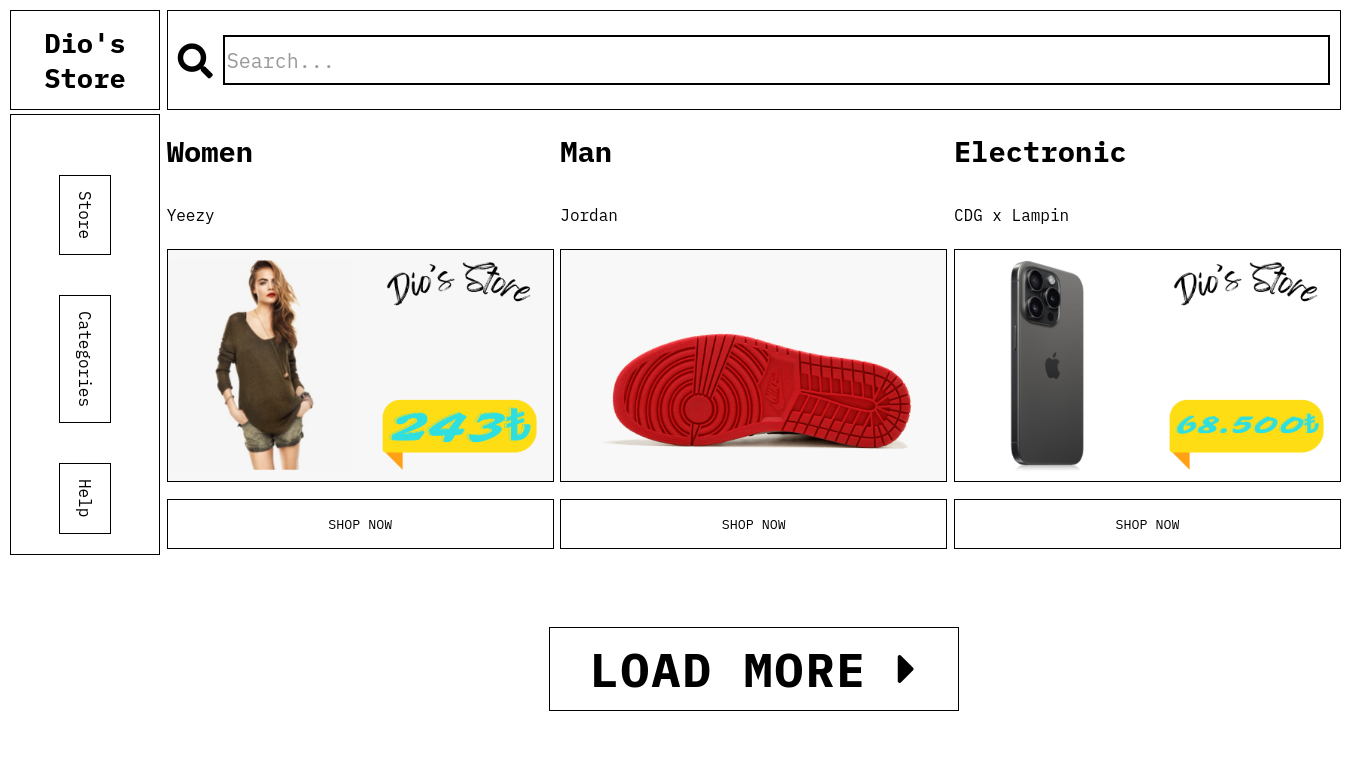 Dio's
Store
Search...
Store
Categories
Help
Women
Yeezy
Dio's Store
243₺
SHOP NOW
Man
Jordan
SHOP NOW
Electronic
CDG x Lampin
Dio's Store
68.500₺
SHOP NOW
LOAD MORE